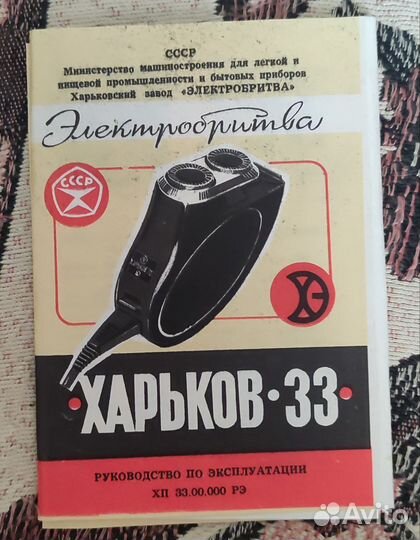 СССР
Министерство машиностроения для легкой и
пищевой промышленности и бытовых приборов
Харьковский завод «ЭЛЕКТРОБРИТВА»
Электробритва
СССР
ХАРЬКОВ·33
РУКОВОДСТВО ПО ЭКСПЛУАТАЦИИ
ХП 33.00.000 РЭ
Avito